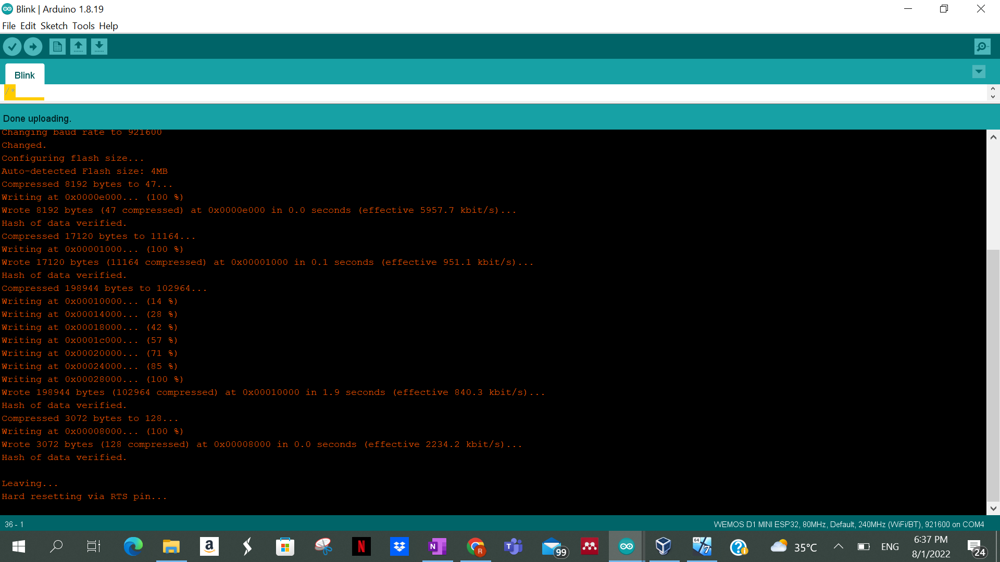 Blink | Arduino 1.8.19
File Edit Sketch Tools Help
Blink
/*
Done uploading.
Changing baud rate to 921600
Changed.
Configuring flash size...
Auto-detected Flash size: 4MB
Compressed 8192 bytes to 47...
Writing at 0x0000e000... (100 %)
Wrote 8192 bytes (47 compressed) at 0x0000e000 in 0.0 seconds (effective 5957.7 kbit/s)...
Hash of data verified.
Compressed 17120 bytes to 11164...
Writing at 0x00001000... (100 %)
Wrote 17120 bytes (11164 compressed) at 0x00001000 in 0.1 seconds (effective 951.1 kbit/s)...
Hash of data verified.
Compressed 198944 bytes to 102964...
Writing at 0x00010000... (14 %)
Writing at 0x00014000... (28 %)
Writing at 0x00018000... (42 %)
Writing at 0x0001c000... (57 %)
Writing at 0x00020000... (71 %)
Writing at 0x00024000... (85 %)
Writing at 0x00028000... (100 %)
Wrote 198944 bytes (102964 compressed) at 0x00010000 in 1.9 seconds (effective 840.3 kbit/s)...
Hash of data verified.
Compressed 3072 bytes to 128...
Writing at 0x00008000... (100 %)
Wrote 3072 bytes (128 compressed) at 0x00008000 in 0.0 seconds (effective 2234.2 kbit/s)...
Hash of data verified.
Leaving...
Hard resetting via RTS pin...
36 - 1
WEMOS D1 MINI ESP32, 80MHz, Default, 240MHz (WiFi/BT), 921600 on COM4
a
N
N
R
T
99
64
7
35°C
ENG
6:37 PM
8/1/2022
24